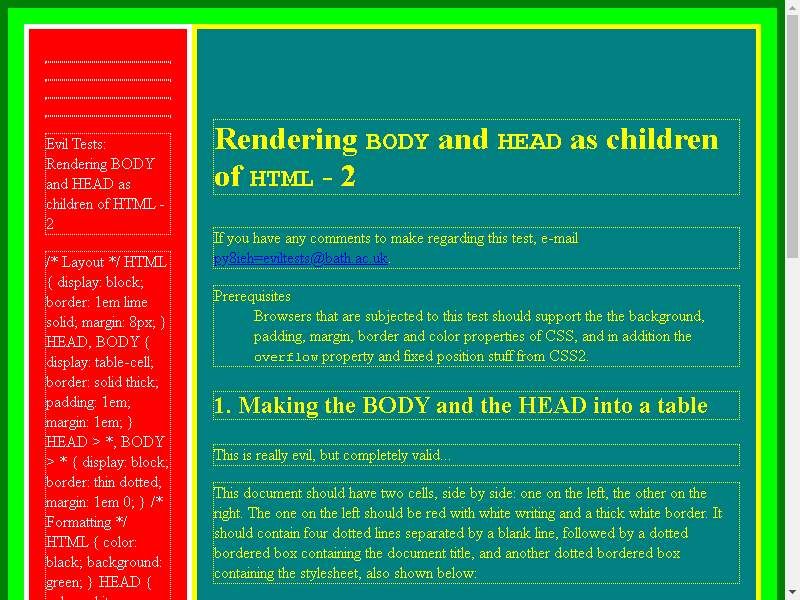 Evil Tests:
Rendering BODY
and HEAD as
children of HTML -
2
/* Layout */ HTML
{ display: block;
border: 1em lime
solid; margin: 8px; }
HEAD, BODY {
display: table-cell;
border: solid thick;
padding: 1em;
margin: 1em; }
HEAD > *, BODY
> * { display: block;
border: thin dotted;
margin: 1em 0; } /*
Formatting */
HTML { color:
black; background:
green; } HEAD {
Rendering BODY and HEAD as children
of HTML - 2
If you have any comments to make regarding this test, e-mail
py8ieh=eviltests@bath.ac.uk.
Prerequisites
Browsers that are subjected to this test should support the the background,
padding, margin, border and color properties of CSS, and in addition the
overflow property and fixed position stuff from CSS2.
1. Making the BODY and the HEAD into a table
This is really evil, but completely valid...
This document should have two cells, side by side: one on the left, the other on the
right. The one on the left should be red with white writing and a thick white border. It
should contain four dotted lines separated by a blank line, followed by a dotted
bordered box containing the document title, and another dotted bordered box
containing the stylesheet, also shown below: